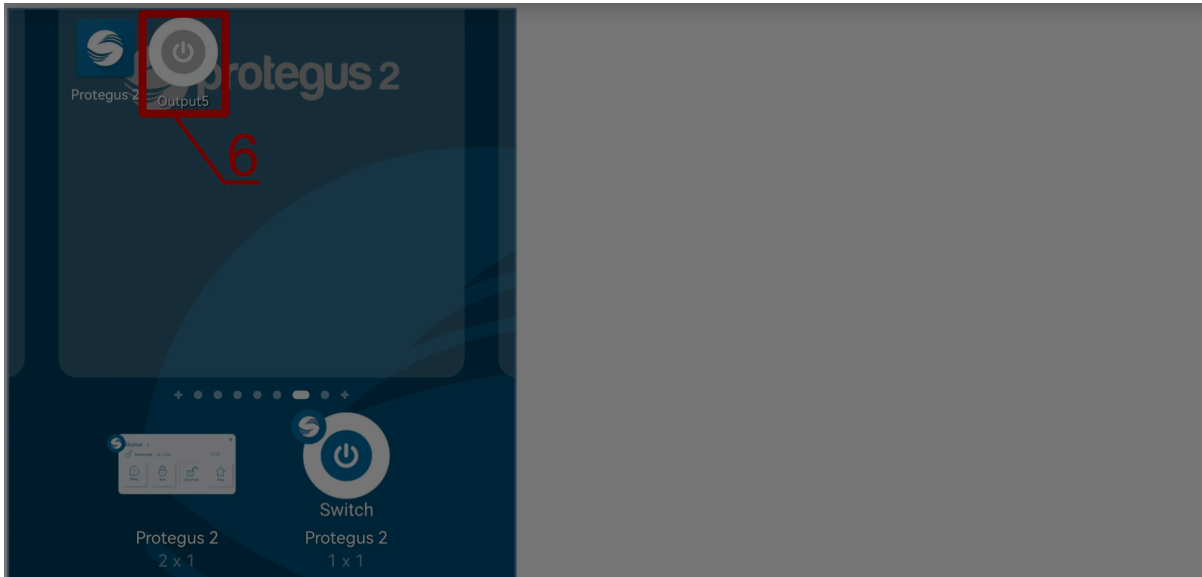 protegus 2
Protegus 2
Output5
6
Switch
Protegus 2
2 x 1
Protegus 2
1 x 1